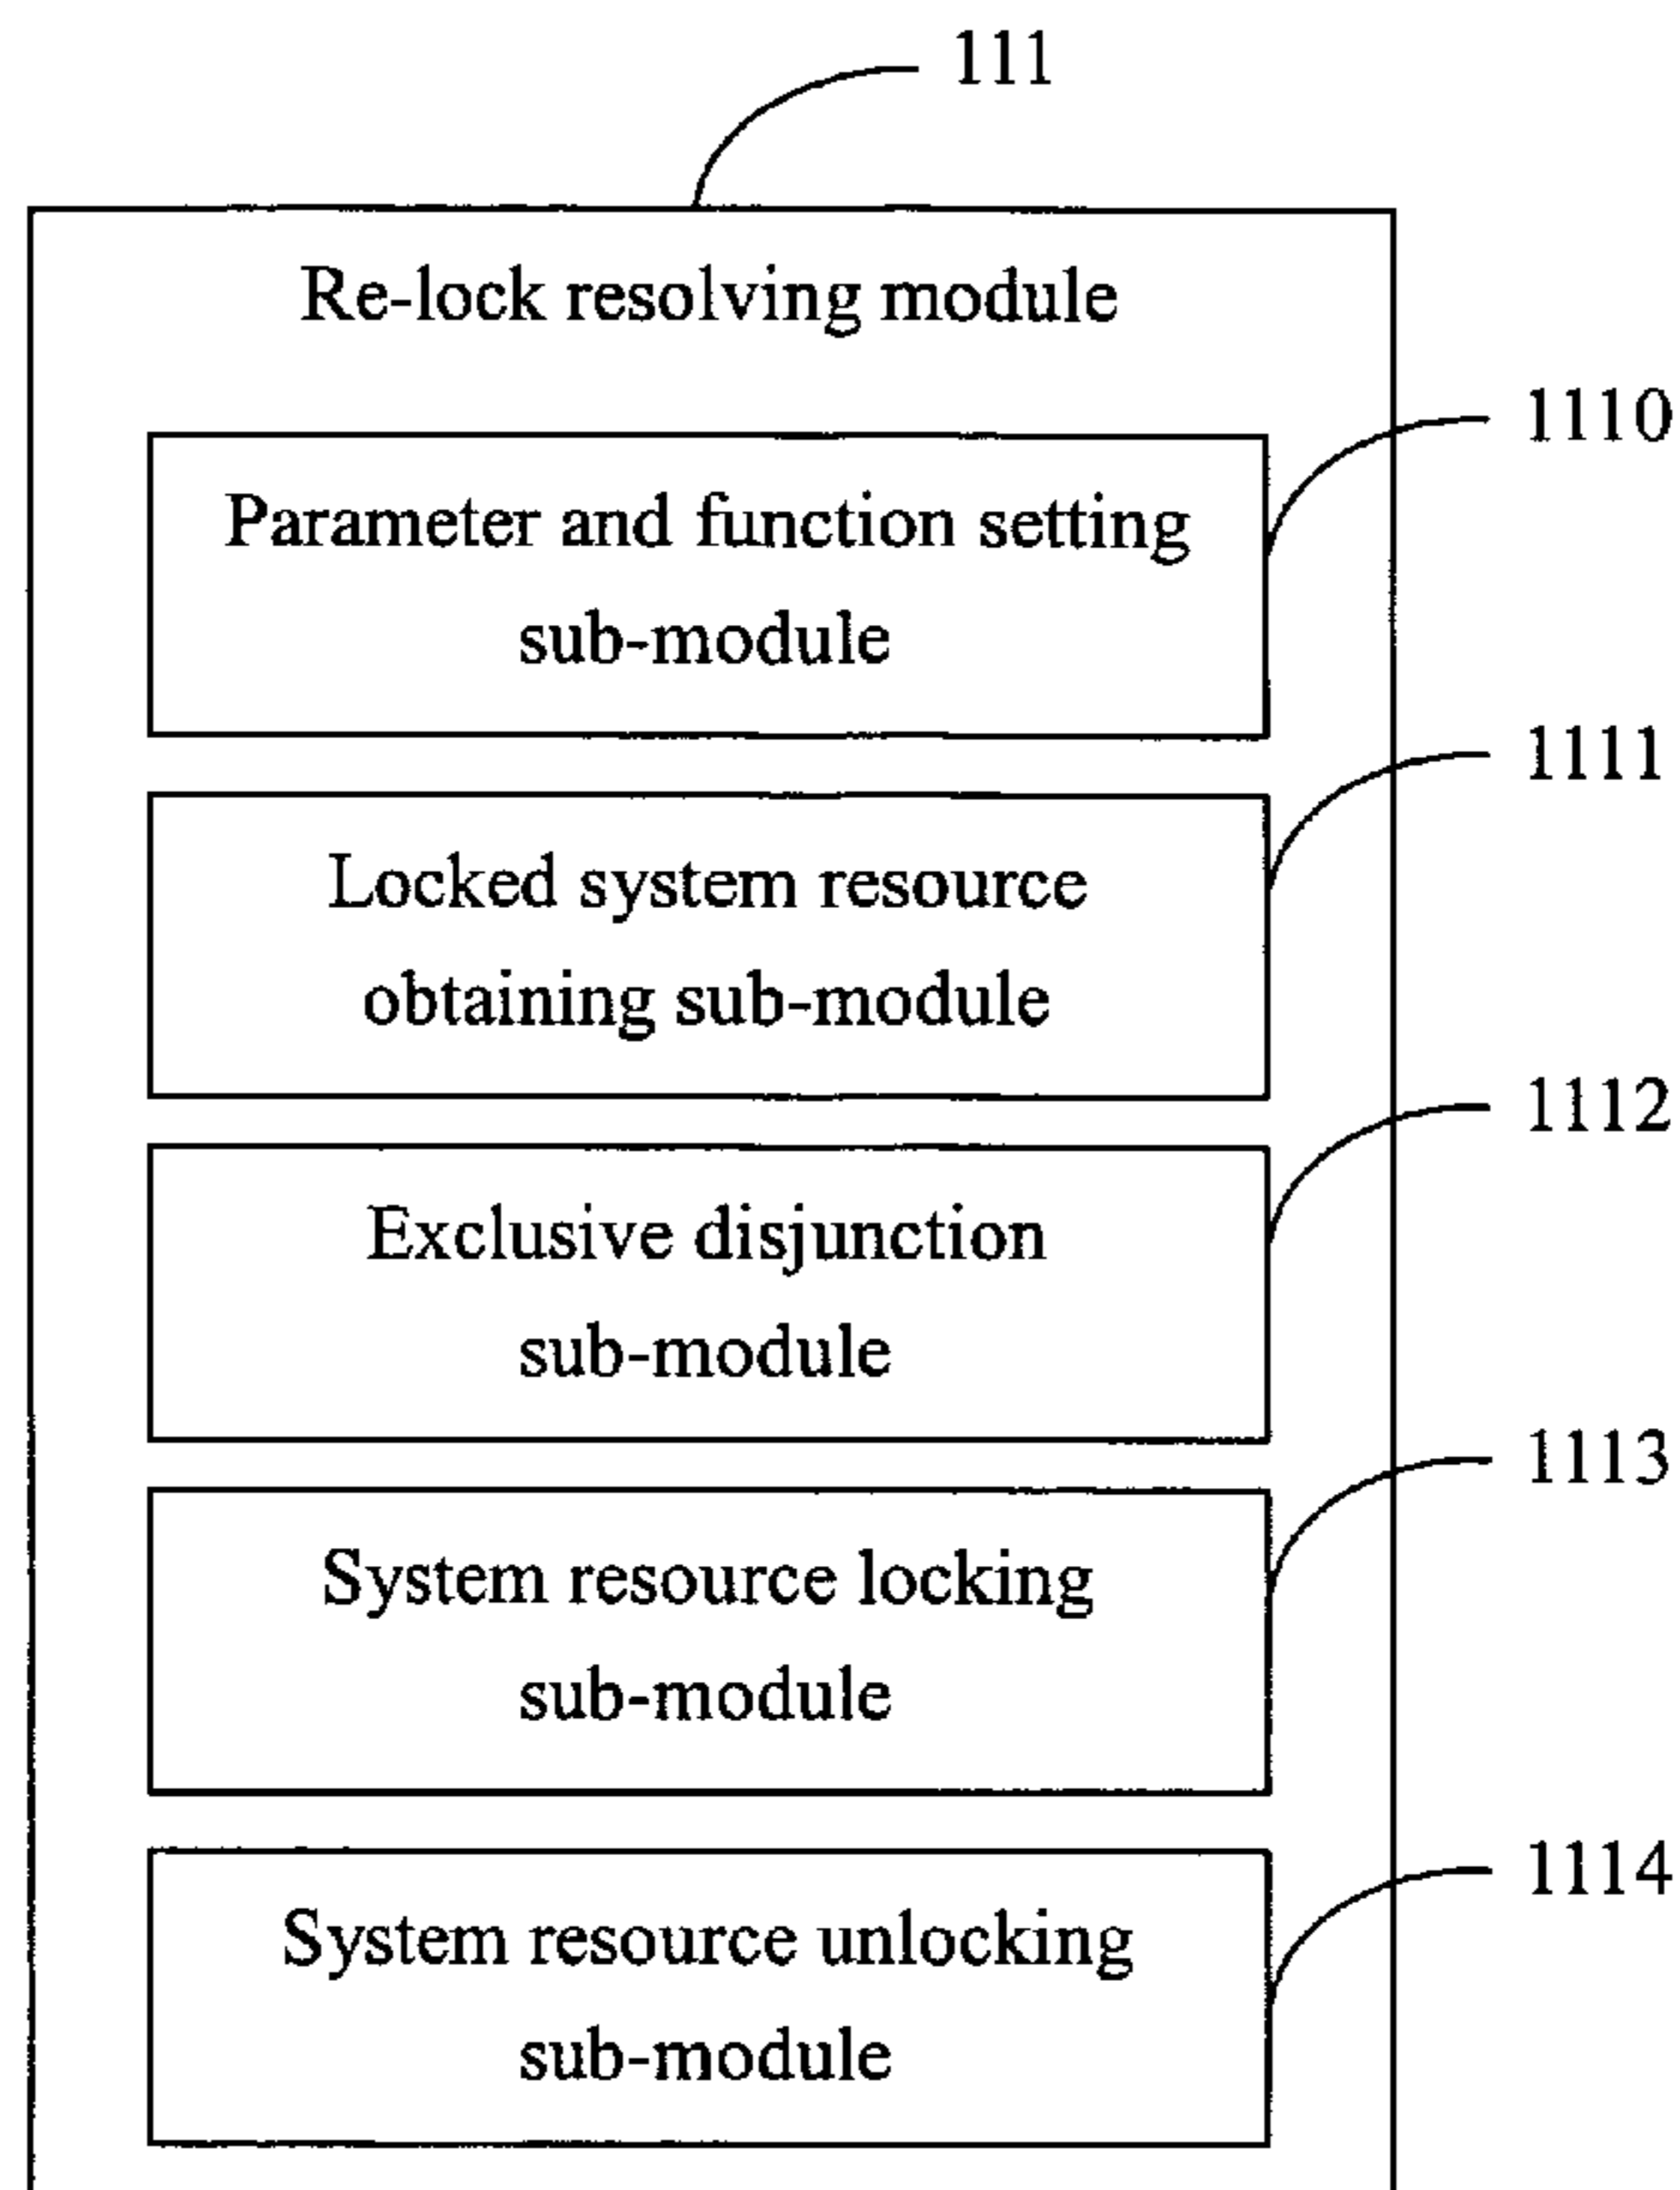 111
Re-lock resolving module
1110
Parameter and function setting
sub-module
1111
Locked system resource
obtaining sub-module
1112
Exclusive disjunction
sub-module
1113
System resource locking
sub-module
1114
System resource unlocking
sub-module